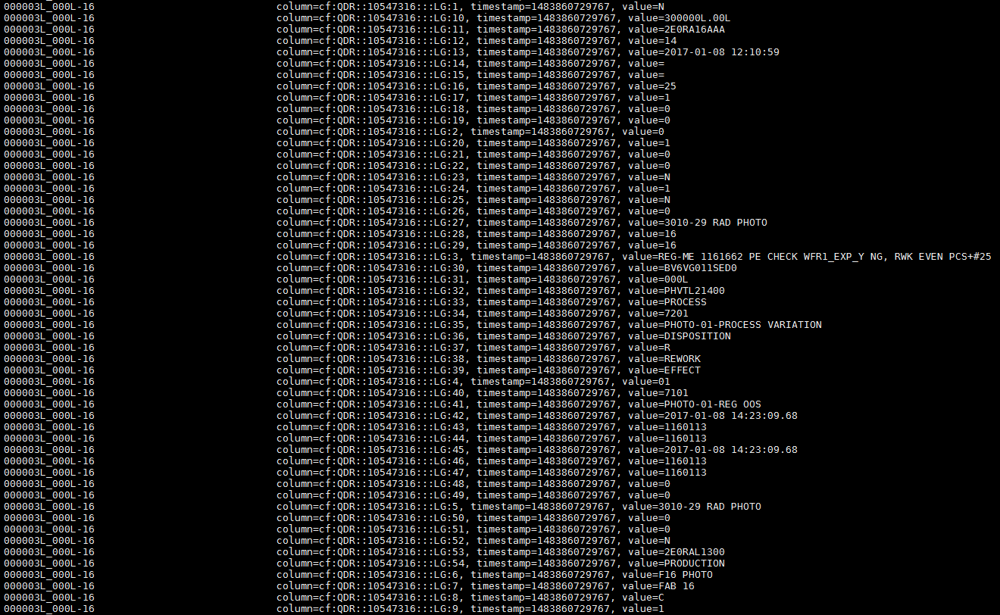 000003L_000L-16 column=cf:QDR::10547316:::LG:1, timestamp=1483860729767, value=N
000003L_000L-16 column=cf:QDR::10547316:::LG:10, timestamp=1483860729767, value=300000L.00L
000003L_000L-16 column=cf:QDR::10547316:::LG:11, timestamp=1483860729767, value=2E0RA16AAA
000003L_000L-16 column=cf:QDR::10547316:::LG:12, timestamp=1483860729767, value=14
000003L_000L-16 column=cf:QDR::10547316:::LG:13, timestamp=1483860729767, value=2017-01-08 12:10:59
000003L_000L-16 column=cf:QDR::10547316:::LG:14, timestamp=1483860729767, value=
000003L_000L-16 column=cf:QDR::10547316:::LG:15, timestamp=1483860729767, value=
000003L_000L-16 column=cf:QDR::10547316:::LG:16, timestamp=1483860729767, value=25
000003L_000L-16 column=cf:QDR::10547316:::LG:17, timestamp=1483860729767, value=1
000003L_000L-16 column=cf:QDR::10547316:::LG:18, timestamp=1483860729767, value=0
000003L_000L-16 column=cf:QDR::10547316:::LG:19, timestamp=1483860729767, value=0
000003L_000L-16 column=cf:QDR::10547316:::LG:2, timestamp=1483860729767, value=0
000003L_000L-16 column=cf:QDR::10547316:::LG:20, timestamp=1483860729767, value=1
000003L_000L-16 column=cf:QDR::10547316:::LG:21, timestamp=1483860729767, value=0
000003L_000L-16 column=cf:QDR::10547316:::LG:22, timestamp=1483860729767, value=0
000003L_000L-16 column=cf:QDR::10547316:::LG:23, timestamp=1483860729767, value=N
000003L_000L-16 column=cf:QDR::10547316:::LG:24, timestamp=1483860729767, value=1
000003L_000L-16 column=cf:QDR::10547316:::LG:25, timestamp=1483860729767, value=N
000003L_000L-16 column=cf:QDR::10547316:::LG:26, timestamp=1483860729767, value=0
000003L_000L-16 column=cf:QDR::10547316:::LG:27, timestamp=1483860729767, value=3010-29 RAD PHOTO
000003L_000L-16 column=cf:QDR::10547316:::LG:28, timestamp=1483860729767, value=16
000003L_000L-16 column=cf:QDR::10547316:::LG:29, timestamp=1483860729767, value=16
000003L_000L-16 column=cf:QDR::10547316:::LG:3, timestamp=1483860729767, value=REG-ME 1161662 PE CHECK WFR1_EXP_Y NG, RWK EVEN PCS+#25
000003L_000L-16 column=cf:QDR::10547316:::LG:30, timestamp=1483860729767, value=BV6VG011SED0
000003L_000L-16 column=cf:QDR::10547316:::LG:31, timestamp=1483860729767, value=000L
000003L_000L-16 column=cf:QDR::10547316:::LG:32, timestamp=1483860729767, value=PHVTL21400
000003L_000L-16 column=cf:QDR::10547316:::LG:33, timestamp=1483860729767, value=PROCESS
000003L_000L-16 column=cf:QDR::10547316:::LG:34, timestamp=1483860729767, value=7201
000003L_000L-16 column=cf:QDR::10547316:::LG:35, timestamp=1483860729767, value=PHOTO-01-PROCESS VARIATION
000003L_000L-16 column=cf:QDR::10547316:::LG:36, timestamp=1483860729767, value=DISPOSITION
000003L_000L-16 column=cf:QDR::10547316:::LG:37, timestamp=1483860729767, value=R
000003L_000L-16 column=cf:QDR::10547316:::LG:38, timestamp=1483860729767, value=REWORK
000003L_000L-16 column=cf:QDR::10547316:::LG:39, timestamp=1483860729767, value=EFFECT
000003L_000L-16 column=cf:QDR::10547316:::LG:4, timestamp=1483860729767, value=01
000003L_000L-16 column=cf:QDR::10547316:::LG:40, timestamp=1483860729767, value=7101
000003L_000L-16 column=cf:QDR::10547316:::LG:41, timestamp=1483860729767, value=PHOTO-01-REG OOS
000003L_000L-16 column=cf:QDR::10547316:::LG:42, timestamp=1483860729767, value=2017-01-08 14:23:09.68
000003L_000L-16 column=cf:QDR::10547316:::LG:43, timestamp=1483860729767, value=1160113
000003L_000L-16 column=cf:QDR::10547316:::LG:44, timestamp=1483860729767, value=1160113
000003L_000L-16 column=cf:QDR::10547316:::LG:45, timestamp=1483860729767, value=2017-01-08 14:23:09.68
000003L_000L-16 column=cf:QDR::10547316:::LG:46, timestamp=1483860729767, value=1160113
000003L_000L-16 column=cf:QDR::10547316:::LG:47, timestamp=1483860729767, value=1160113
000003L_000L-16 column=cf:QDR::10547316:::LG:48, timestamp=1483860729767, value=0
000003L_000L-16 column=cf:QDR::10547316:::LG:49, timestamp=1483860729767, value=0
000003L_000L-16 column=cf:QDR::10547316:::LG:5, timestamp=1483860729767, value=3010-29 RAD PHOTO
000003L_000L-16 column=cf:QDR::10547316:::LG:50, timestamp=1483860729767, value=0
000003L_000L-16 column=cf:QDR::10547316:::LG:51, timestamp=1483860729767, value=0
000003L_000L-16 column=cf:QDR::10547316:::LG:52, timestamp=1483860729767, value=N
000003L_000L-16 column=cf:QDR::10547316:::LG:53, timestamp=1483860729767, value=2E0RAL1300
000003L_000L-16 column=cf:QDR::10547316:::LG:54, timestamp=1483860729767, value=PRODUCTION
000003L_000L-16 column=cf:QDR::10547316:::LG:6, timestamp=1483860729767, value=F16 PHOTO
000003L_000L-16 column=cf:QDR::10547316:::LG:7, timestamp=1483860729767, value=FAB 16
000003L_000L-16 column=cf:QDR::10547316:::LG:8, timestamp=1483860729767, value=C
000003L_000L-16 column=cf:QDR::10547316:::LG:9, timestamp=1483860729767, value=1